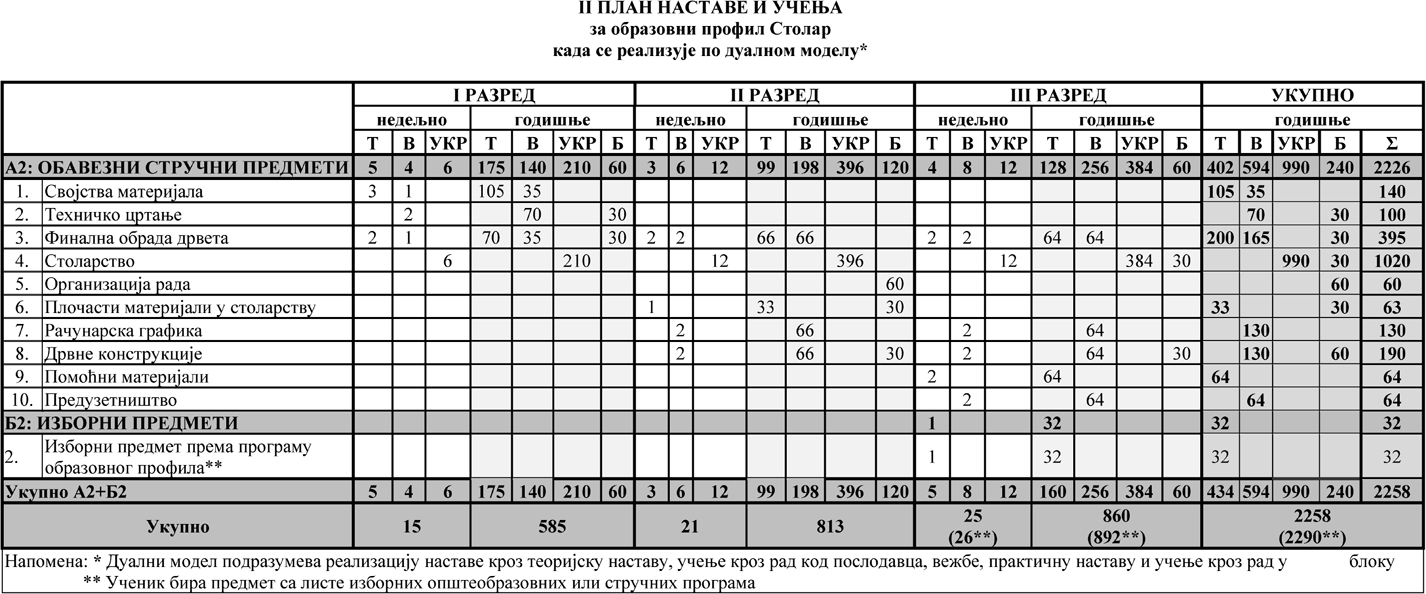 II ПЛАН НАСТАВЕ И УЧЕЊА
за образовни профил Столар
када се реализује по дуалном моделу*
I РАЗРЕД II РАЗРЕД III РАЗРЕД УКУПНО
недељно годишње недељно годишње недељно годишње годишње
Т В УКР Т В УКР Б Т В УКР Т В УКР Б Т В УКР Т В УКР Б Т В УКР Б Σ
А2: ОБАВЕЗНИ СТРУЧНИ ПРЕДМЕТИ 5 4 6 175 140 210 60 3 6 12 99 198 396 120 4 8 12 128 256 384 60 402 594 990 240 2226
1. Својства материјала 3 1 105 35 105 35 140
2. Техничко цртање 2 70 30 70 30 100
3. Финална обрада дрвета 2 1 70 35 30 2 2 66 66 2 2 64 64 200 165 30 395
4. Столарство 6 210 12 396 12 384 30 990 30 1020
5. Организација рада 60 60 60
6. Плочасти материјали у столарству 1 33 30 33 30 63
7. Рачунарска графика 2 66 2 64 130 130
8. Дрвне конструкције 2 66 30 2 64 30 130 60 190
9. Помоћни материјали 2 64 64 64
10. Предузетништво 2 64 64 64
Б2: ИЗБОРНИ ПРЕДМЕТИ 1 32 32 32
2. Изборни предмет према програму
образовног профила** 1 32 32 32
Укупно А2+Б2 5 4 6 175 140 210 60 3 6 12 99 198 396 120 5 8 12 160 256 384 60 434 594 990 240 2258
Укупно 15 585 21 813 25 860 2258
(26**) (892**) (2290**)
Напомена: * Дуални модел подразумева реализацију наставе кроз теоријску наставу, учење кроз рад код послодавца, вежбе, практичну наставу и учење кроз рад у блоку
** Ученик бира предмет са листе изборних општеобразовних или стручних програма